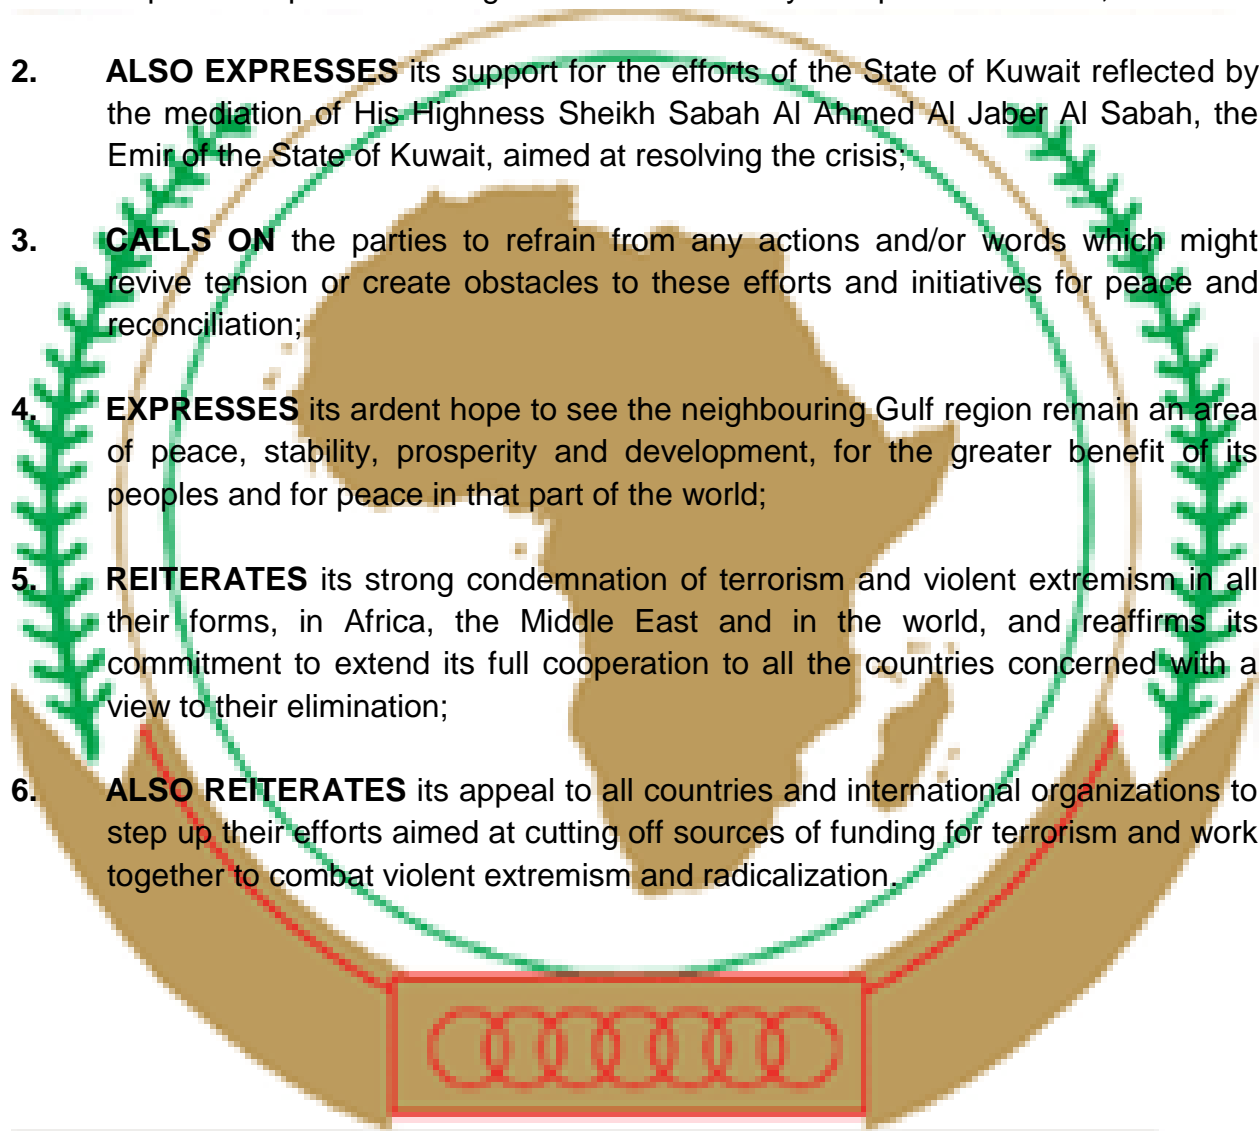 2. ALSO EXPRESSES its support for the efforts of the State of Kuwait reflected by
the mediation of His Highness Sheikh Sabah Al Ahmed Al Jaber Al Sabah, the
Emir of the State of Kuwait, aimed at resolving the crisis;
3. CALLS ON the parties to refrain from any actions and/or words which might
revive tension or create obstacles to these efforts and initiatives for peace and
reconciliation;
4. EXPRESSES its ardent hope to see the neighbouring Gulf region remain an area
of peace, stability, prosperity and development, for the greater benefit of its
peoples and for peace in that part of the world;
5. REITERATES its strong condemnation of terrorism and violent extremism in all
their forms, in Africa, the Middle East and in the world, and reaffirms its
commitment to extend its full cooperation to all the countries concerned with a
view to their elimination;
6. ALSO REITERATES its appeal to all countries and international organizations to
step up their efforts aimed at cutting off sources of funding for terrorism and work
together to combat violent extremism and radicalization.